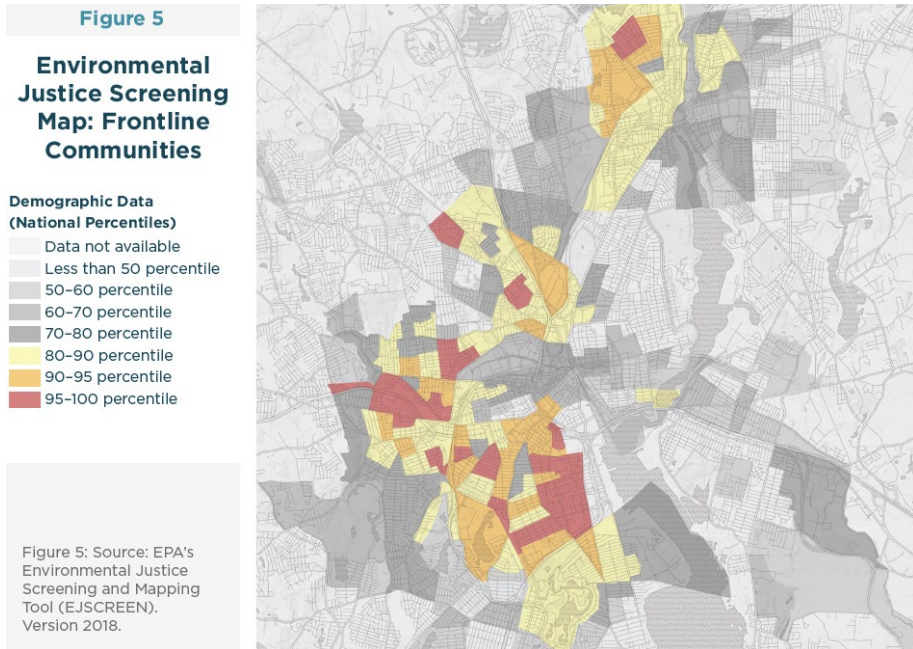 Figure 5
Environmental
Justice Screening
Map: Frontline
Communities
Demographic Data
(National Percentiles)
Data not available
Less than 50 percentile
50–60 percentile
60–70 percentile
70–80 percentile
80–90 percentile
90–95 percentile
95–100 percentile
Figure 5: Source: EPA's
Environmental Justice
Screening and Mapping
Tool (EJSCREEN).
Version 2018.